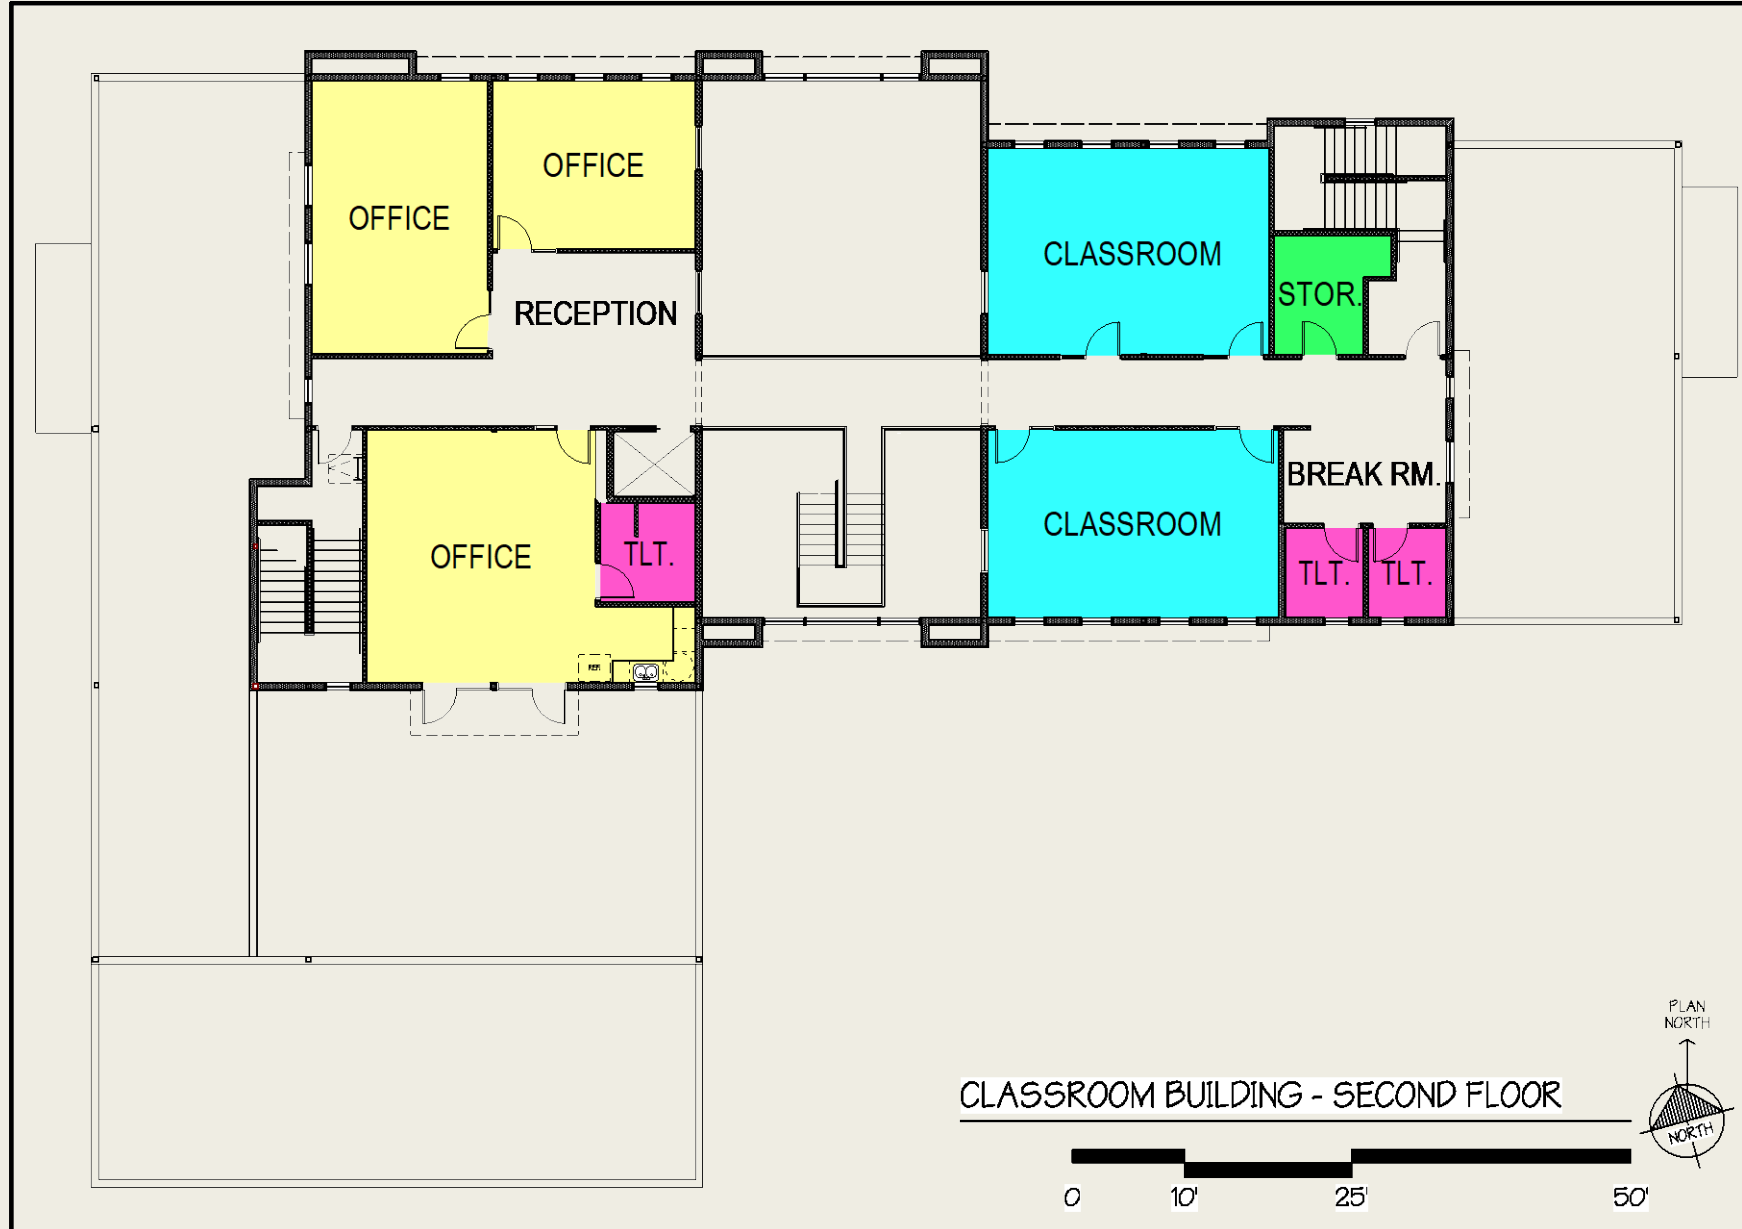 OFFICE
OFFICE
RECEPTION
CLASSROOM
STOR.
OFFICE
TLT.
REF.
CLASSROOM
BREAK RM.
TLT.
TLT.
PLAN
NORTH
NORTH
CLASSROOM BUILDING - SECOND FLOOR
0 10' 25' 50'